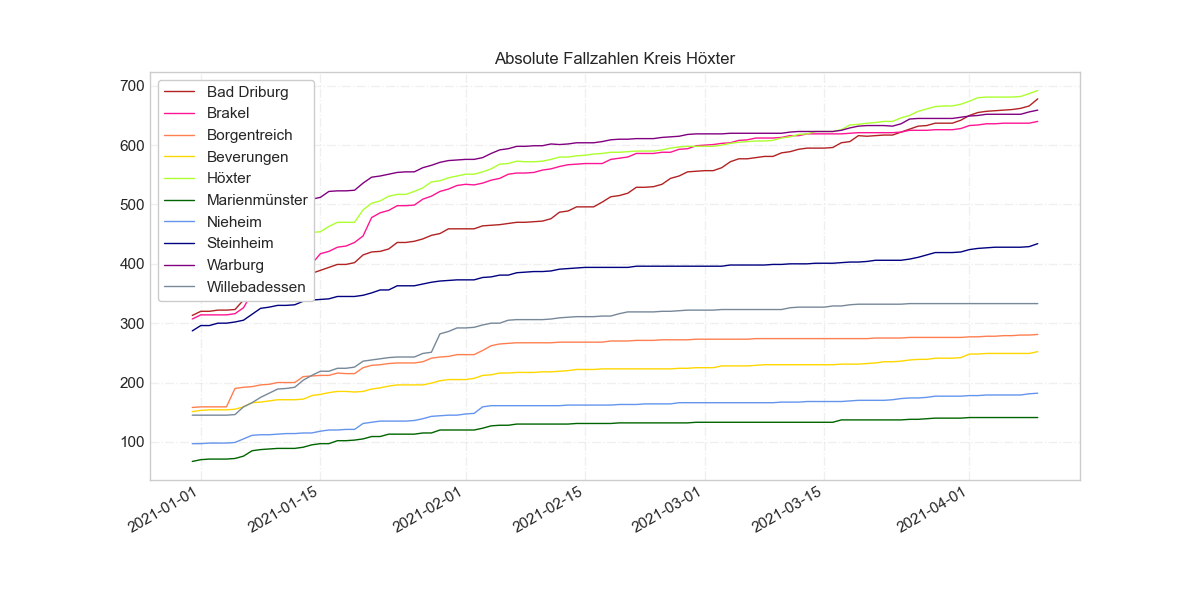 Absolute Fallzahlen Kreis Höxter
700
600
500
400
300
200
100
Bad Driburg
Brakel
Borgentreich
Beverungen
Höxter
Marienmünster
Nieheim
Steinheim
Warburg
Willebadessen
2021-01-01
2021-01-15
2021-02-01
2021-02-15
2021-03-01
2021-03-15
2021-04-01